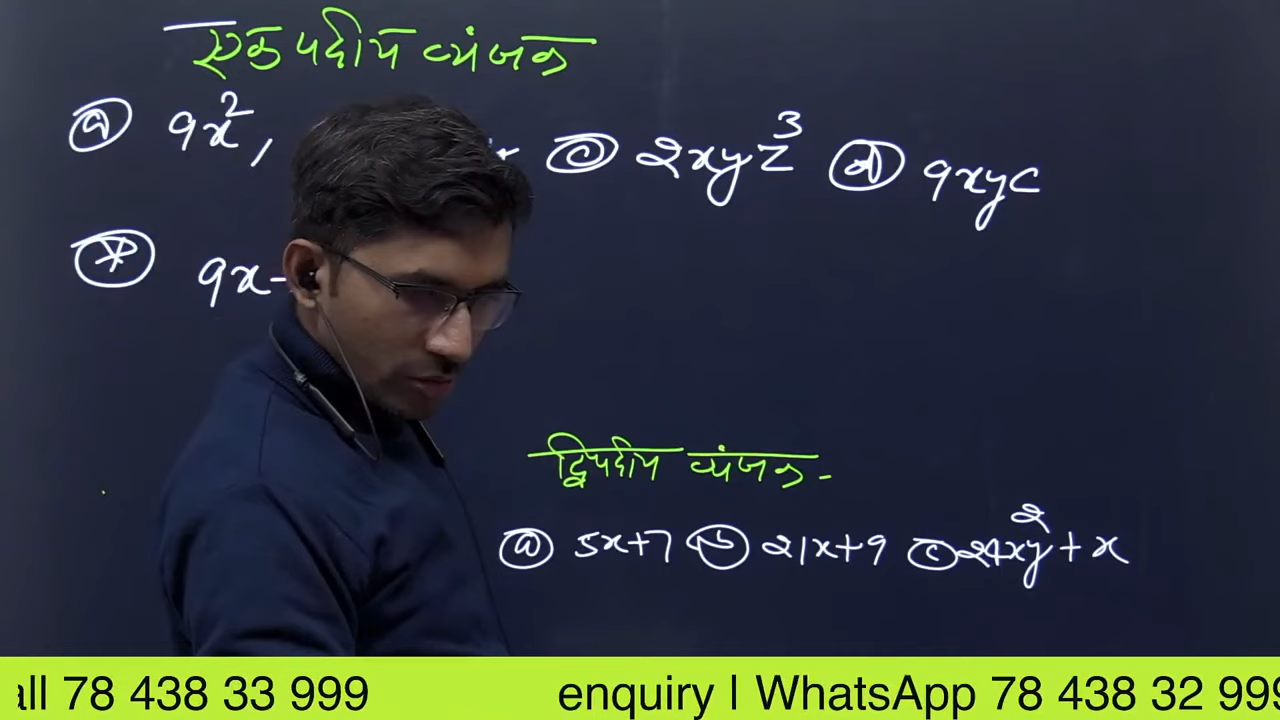 एकपदीय व्यंजक
(a) 9x², (c) 2xyz³ (d) 9xyc
(*) 9x-
द्विपदीय व्यंजक -
(a) 5x+7 (b) 21x+9 (c) 24xy²+x
all 78 438 33 999 enquiry | WhatsApp 78 438 32 999